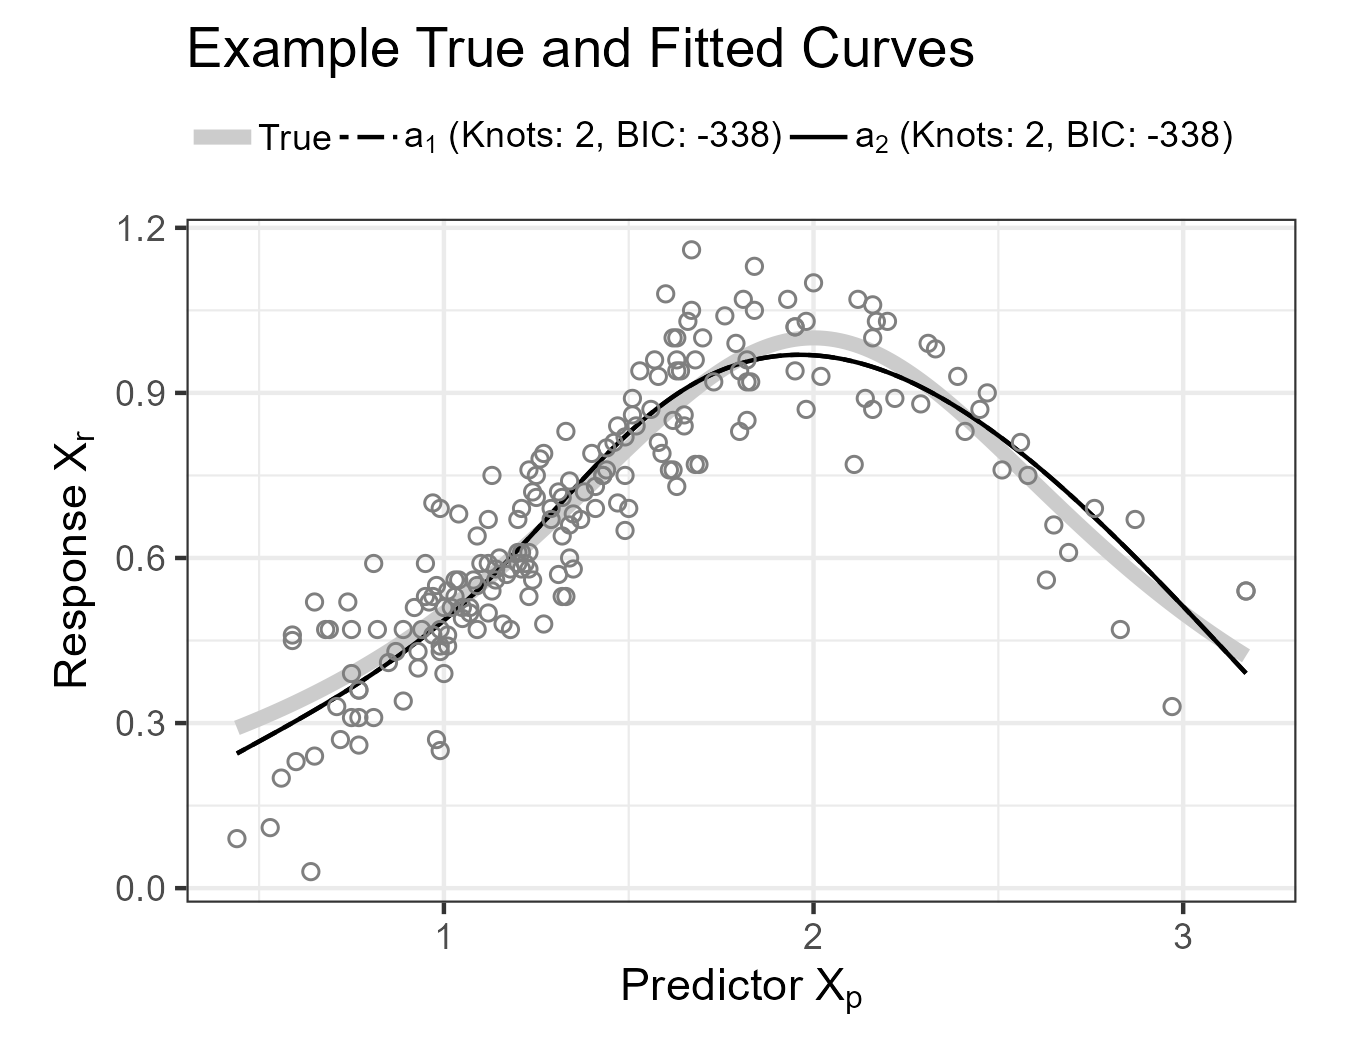 Example True and Fitted Curves
True a₁ (Knots: 2, BIC: -338) a₂ (Knots: 2, BIC: -338)
1.2
0.9
0.6
0.3
0.0
Response Xᵣ
1 2 3
Predictor Xₚ